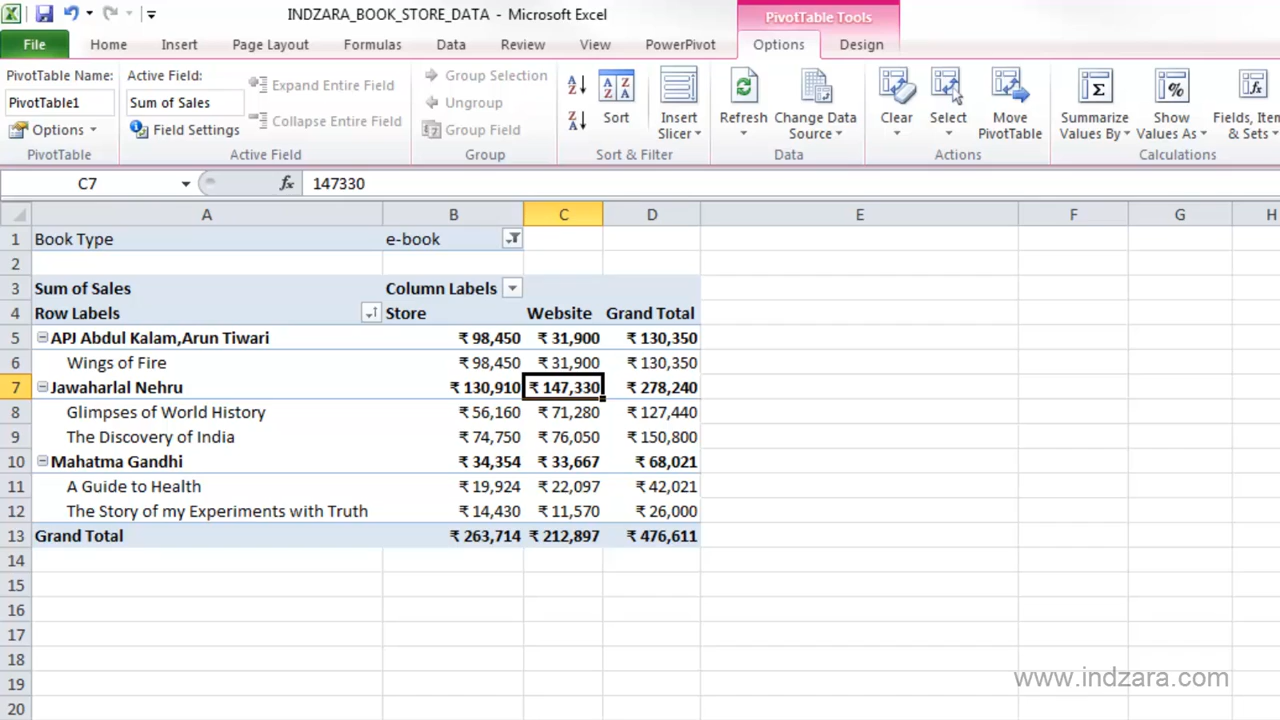 INDZARA_BOOK_STORE_DATA - Microsoft Excel
PivotTable Tools
File Home Insert Page Layout Formulas Data Review View PowerPivot Options Design
PivotTable Name:
PivotTable1
Options
PivotTable
Active Field:
Sum of Sales
Field Settings
Expand Entire Field
Collapse Entire Field
Active Field
Group Selection
Ungroup
Group Field
Group
Sort
Insert
Slicer
Sort & Filter
Refresh
Change Data
Source
Data
Clear
Select
Move
PivotTable
Actions
Summarize
Values By
Show
Values As
Fields, Item
& Sets
Calculations
C7 fx 147330
A B C D E F G H
1 Book Type e-book
2
3 Sum of Sales Column Labels
4 Row Labels Store Website Grand Total
5 APJ Abdul Kalam,Arun Tiwari ₹ 98,450 ₹ 31,900 ₹ 130,350
6 Wings of Fire ₹ 98,450 ₹ 31,900 ₹ 130,350
7 Jawaharlal Nehru ₹ 130,910 ₹ 147,330 ₹ 278,240
8 Glimpses of World History ₹ 56,160 ₹ 71,280 ₹ 127,440
9 The Discovery of India ₹ 74,750 ₹ 76,050 ₹ 150,800
10 Mahatma Gandhi ₹ 34,354 ₹ 33,667 ₹ 68,021
11 A Guide to Health ₹ 19,924 ₹ 22,097 ₹ 42,021
12 The Story of my Experiments with Truth ₹ 14,430 ₹ 11,570 ₹ 26,000
13 Grand Total ₹ 263,714 ₹ 212,897 ₹ 476,611
14
15
16
17
18
19
20
www.indzara.com